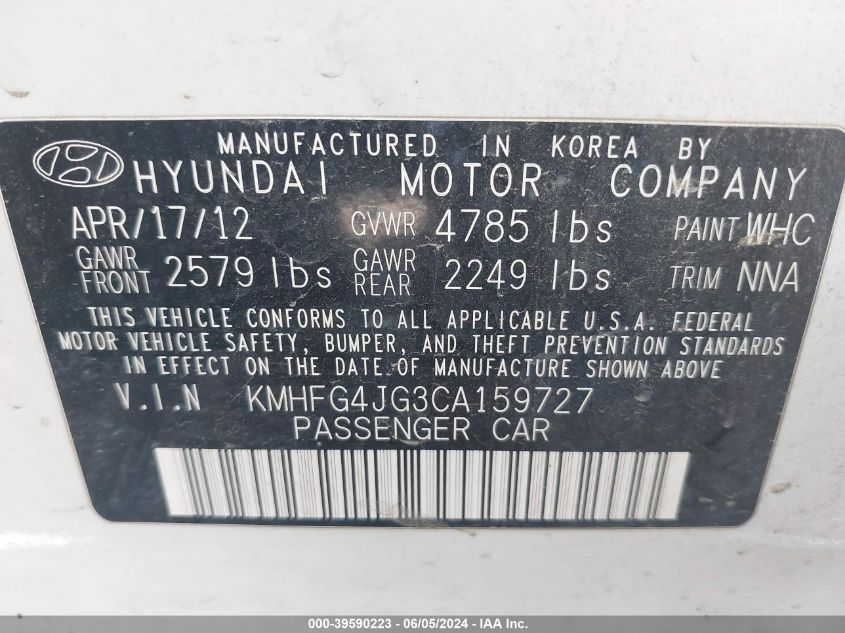 MANUFACTURED IN KOREA BY
HYUNDAI MOTOR COMPANY
APR/17/12 GVWR 4785 lbs PAINT WHC
GAWR FRONT 2579 lbs GAWR REAR 2249 lbs TRIM NNA
THIS VEHICLE CONFORMS TO ALL APPLICABLE U.S.A. FEDERAL
MOTOR VEHICLE SAFETY, BUMPER, AND THEFT PREVENTION STANDARDS
IN EFFECT ON THE DATE OF MANUFACTURE SHOWN ABOVE
V.I.N KMHFG4JG3CA159727
PASSENGER CAR
000-39590223 - 06/05/2024 - IAA Inc.